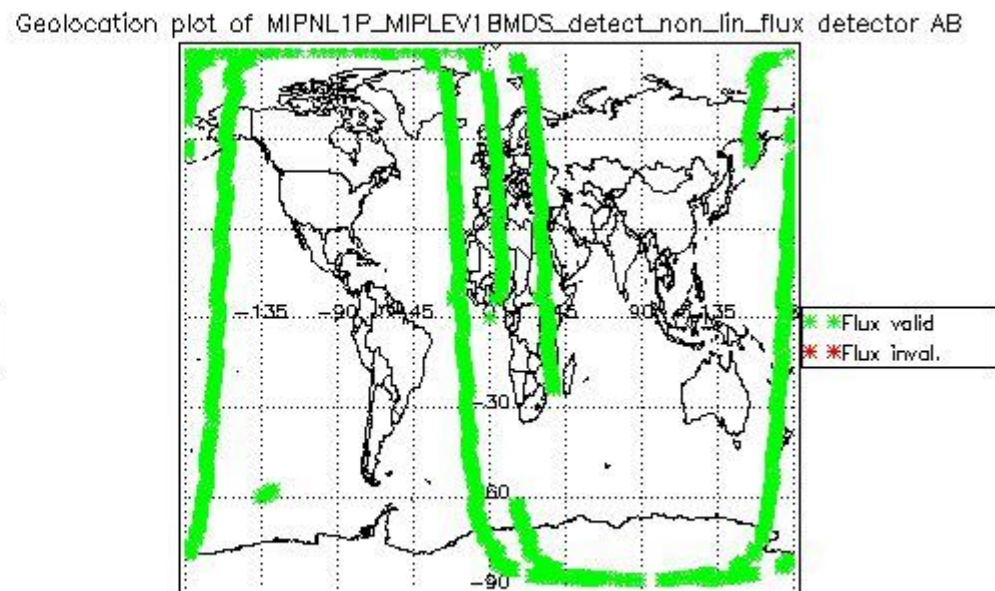 Geolocation plot of MIPNL1P_MIPLEV1BMDS_detect_non_lin_flux detector AB
-135 -90 -45 0 45 90 135
-30
-60
-90
Flux valid
Flux inval.